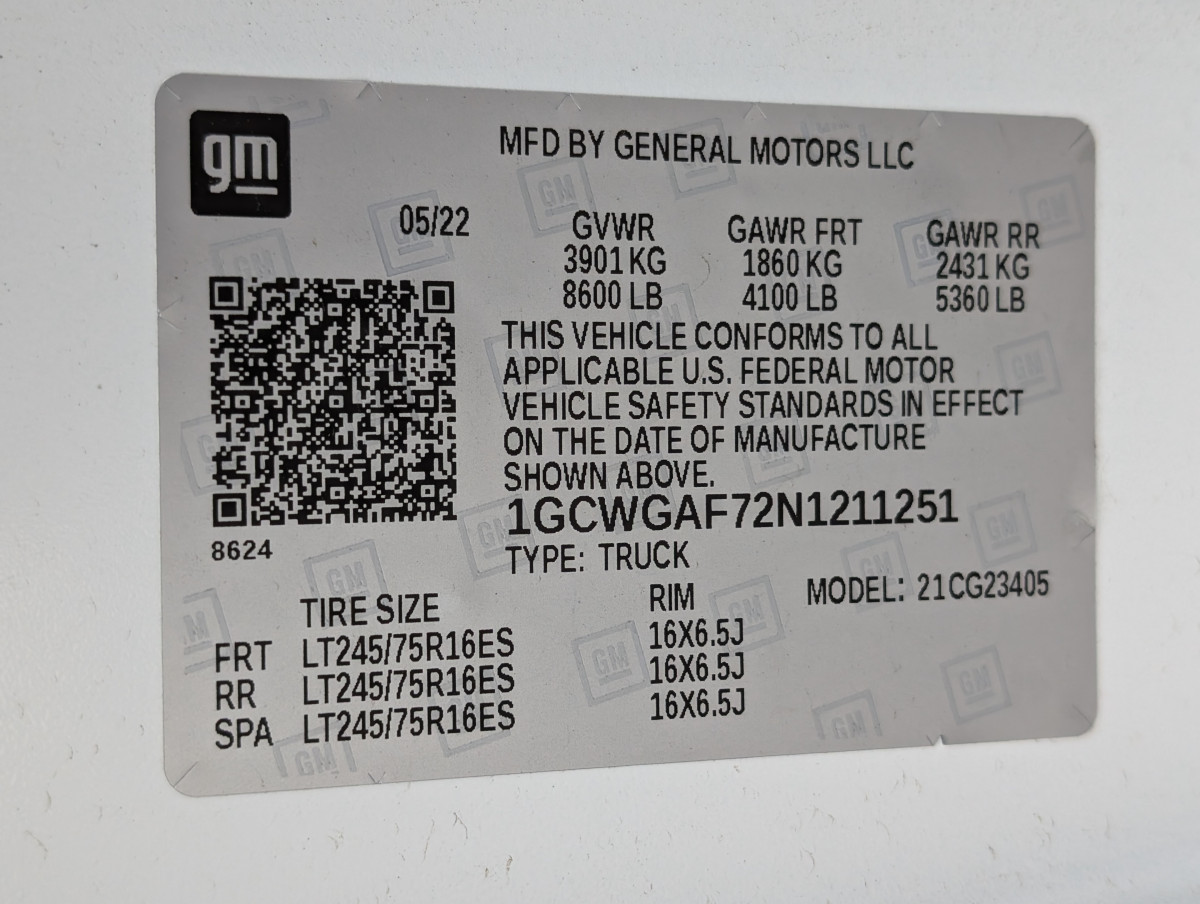 gm
MFD BY GENERAL MOTORS LLC
05/22
GVWR GAWR FRT GAWR RR
3901 KG 1860 KG 2431 KG
8600 LB 4100 LB 5360 LB
THIS VEHICLE CONFORMS TO ALL
APPLICABLE U.S. FEDERAL MOTOR
VEHICLE SAFETY STANDARDS IN EFFECT
ON THE DATE OF MANUFACTURE
SHOWN ABOVE.
1GCWGAF72N1211251
8624
TYPE: TRUCK
TIRE SIZE RIM MODEL: 21CG23405
FRT LT245/75R16ES 16X6.5J
RR LT245/75R16ES 16X6.5J
SPA LT245/75R16ES 16X6.5J